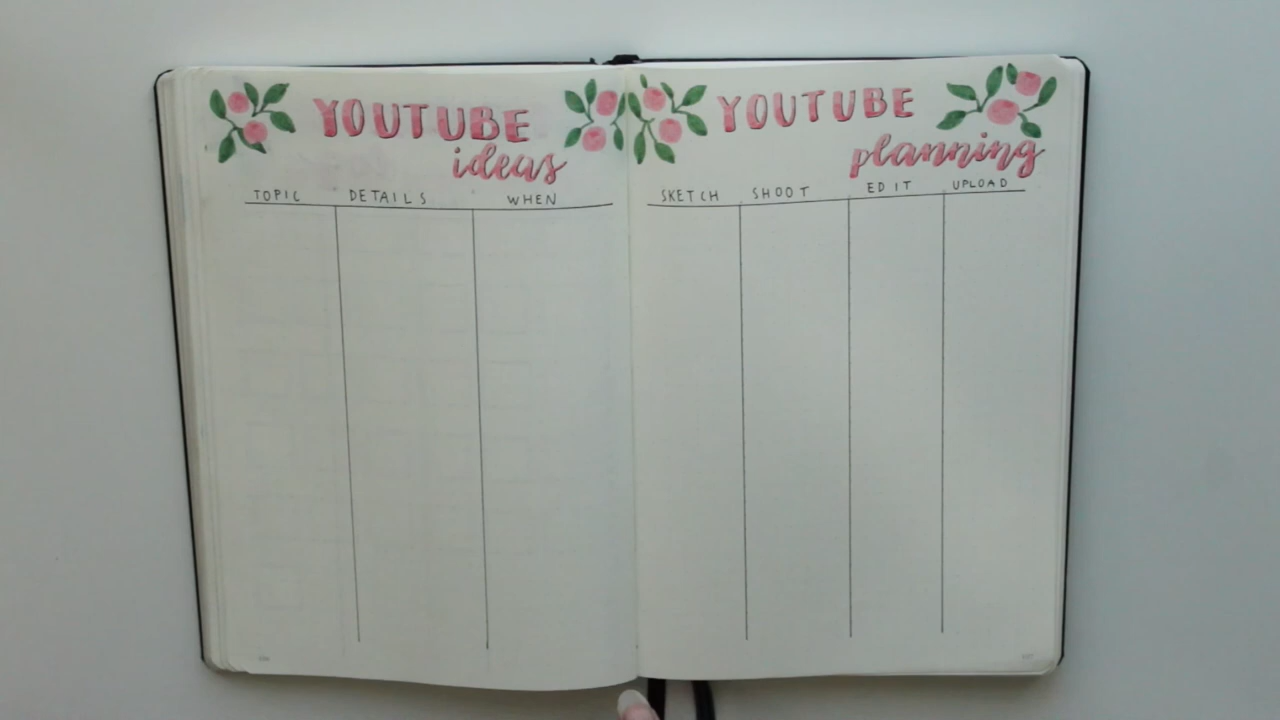 YOUTUBE
ideas
TOPIC DETAILS WHEN
YOUTUBE
planning
SKETCH SHOOT EDIT UPLOAD